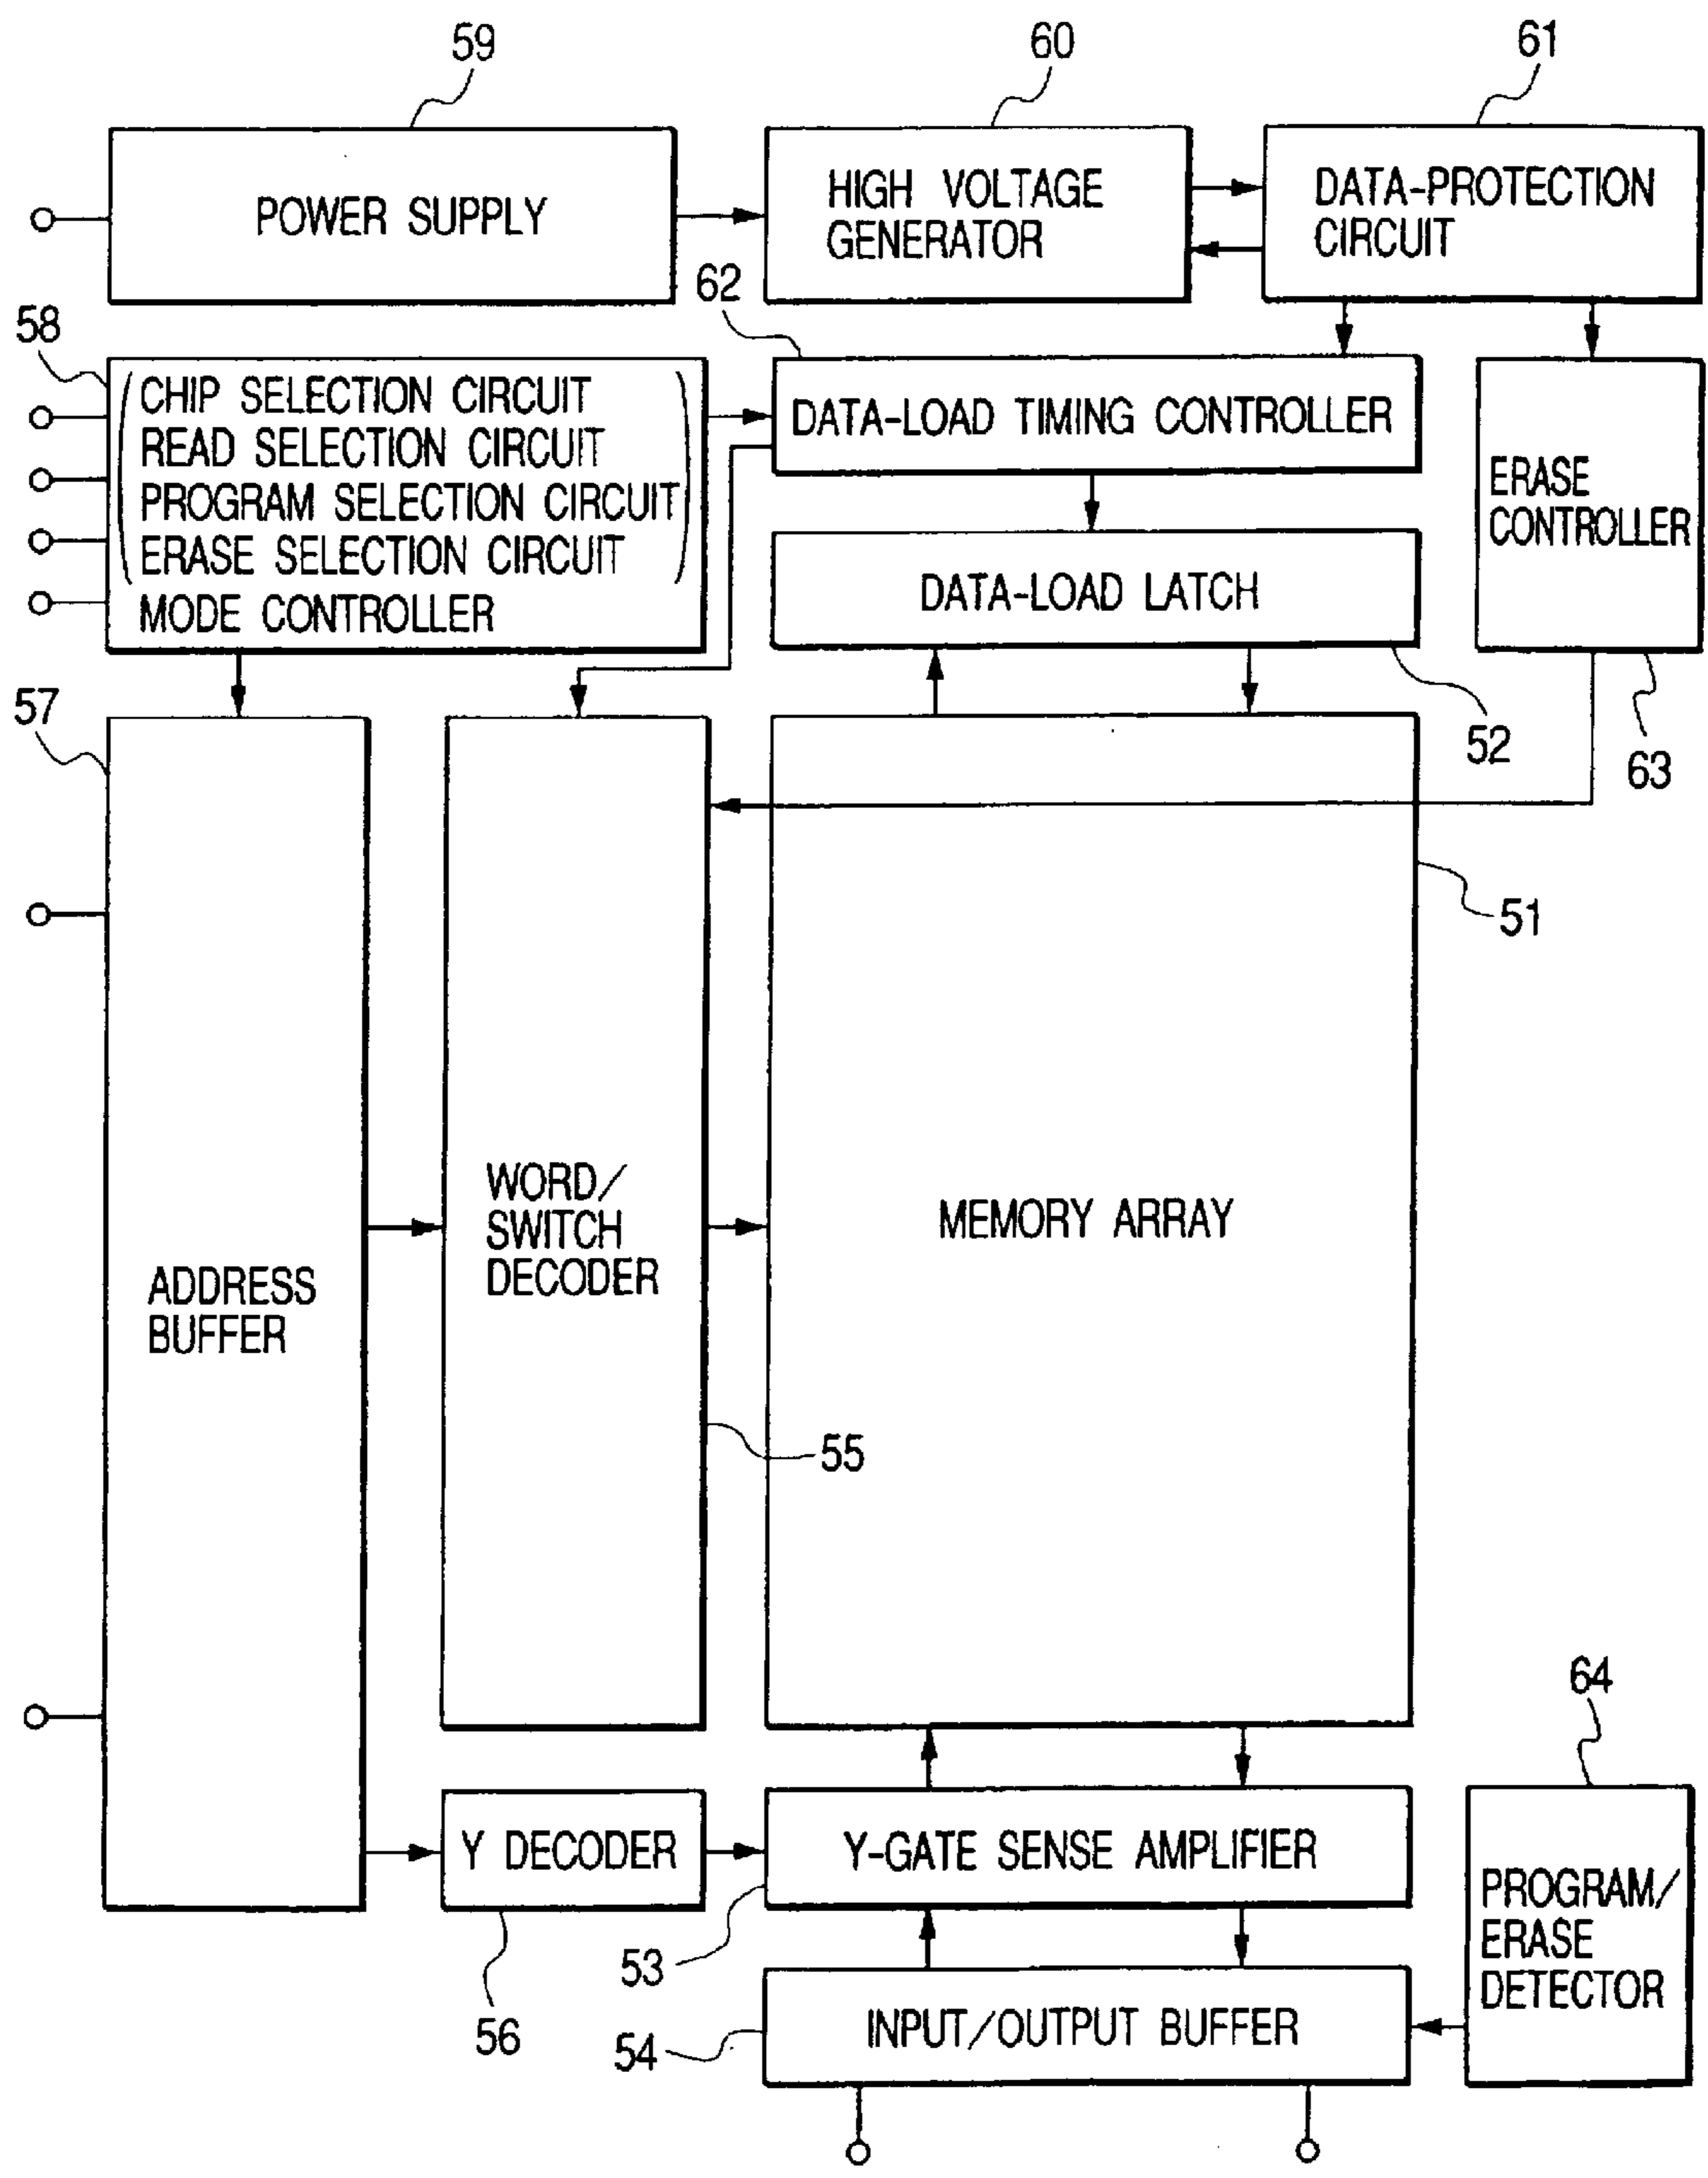 59
60
61
POWER SUPPLY
HIGH VOLTAGE
GENERATOR
DATA-PROTECTION
CIRCUIT
62
58
(CHIP SELECTION CIRCUIT
READ SELECTION CIRCUIT
PROGRAM SELECTION CIRCUIT
ERASE SELECTION CIRCUIT)
MODE CONTROLLER
DATA-LOAD TIMING CONTROLLER
ERASE
CONTROLLER
DATA-LOAD LATCH
57
52
63
51
WORD/
SWITCH
DECODER
MEMORY ARRAY
ADDRESS
BUFFER
55
64
Y DECODER
Y-GATE SENSE AMPLIFIER
PROGRAM/
ERASE
DETECTOR
53
56
54
INPUT/OUTPUT BUFFER